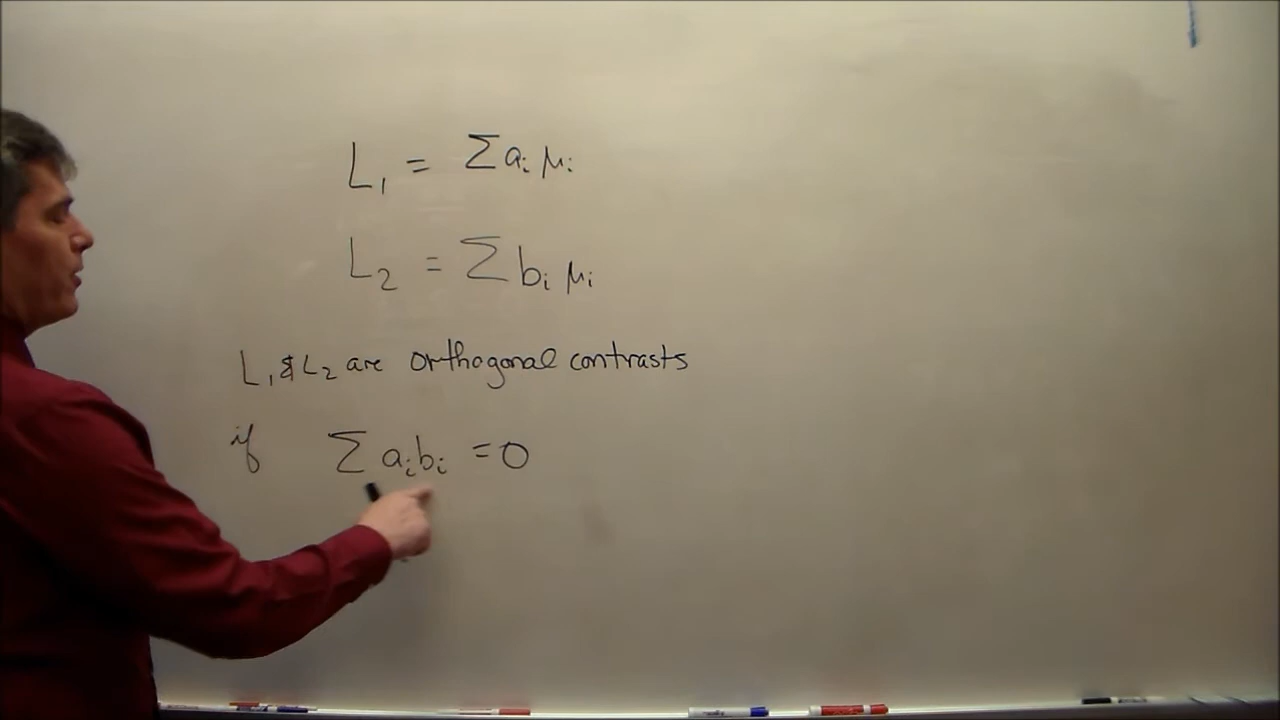 L₁ = Σ aᵢ μᵢ
L₂ = Σ bᵢ μᵢ
L₁ & L₂ are orthogonal contrasts
if Σ aᵢbᵢ = 0